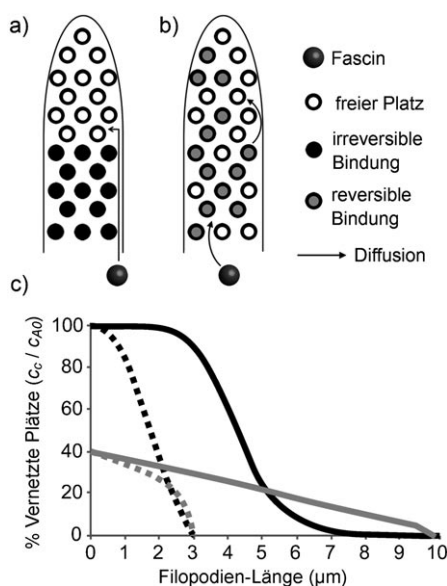 a)
b)
Fascin
freier Platz
irreversible
Bindung
reversible
Bindung
Diffusion
c)
% Vernetzte Plätze (cC / cA0)
100
80
60
40
20
0
0 1 2 3 4 5 6 7 8 9 10
Filopodien-Länge (µm)